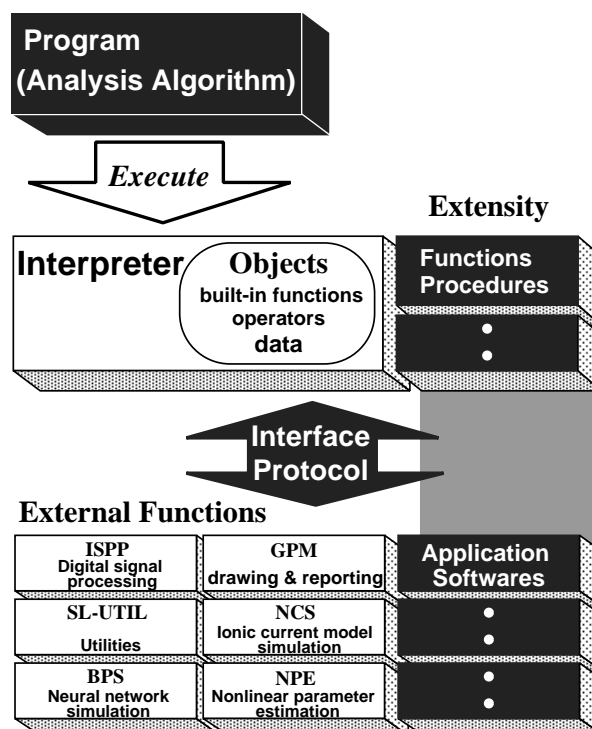 Program
(Analysis Algorithm)
Execute
Extensity
Interpreter
Objects
built-in functions
operators
data
Functions
Procedures
Interface
Protocol
External Functions
ISPP
Digital signal
processing
GPM
drawing & reporting
Application
Softwares
SL-UTIL
Utilities
NCS
Ionic current model
simulation
BPS
Neural network
simulation
NPE
Nonlinear parameter
estimation